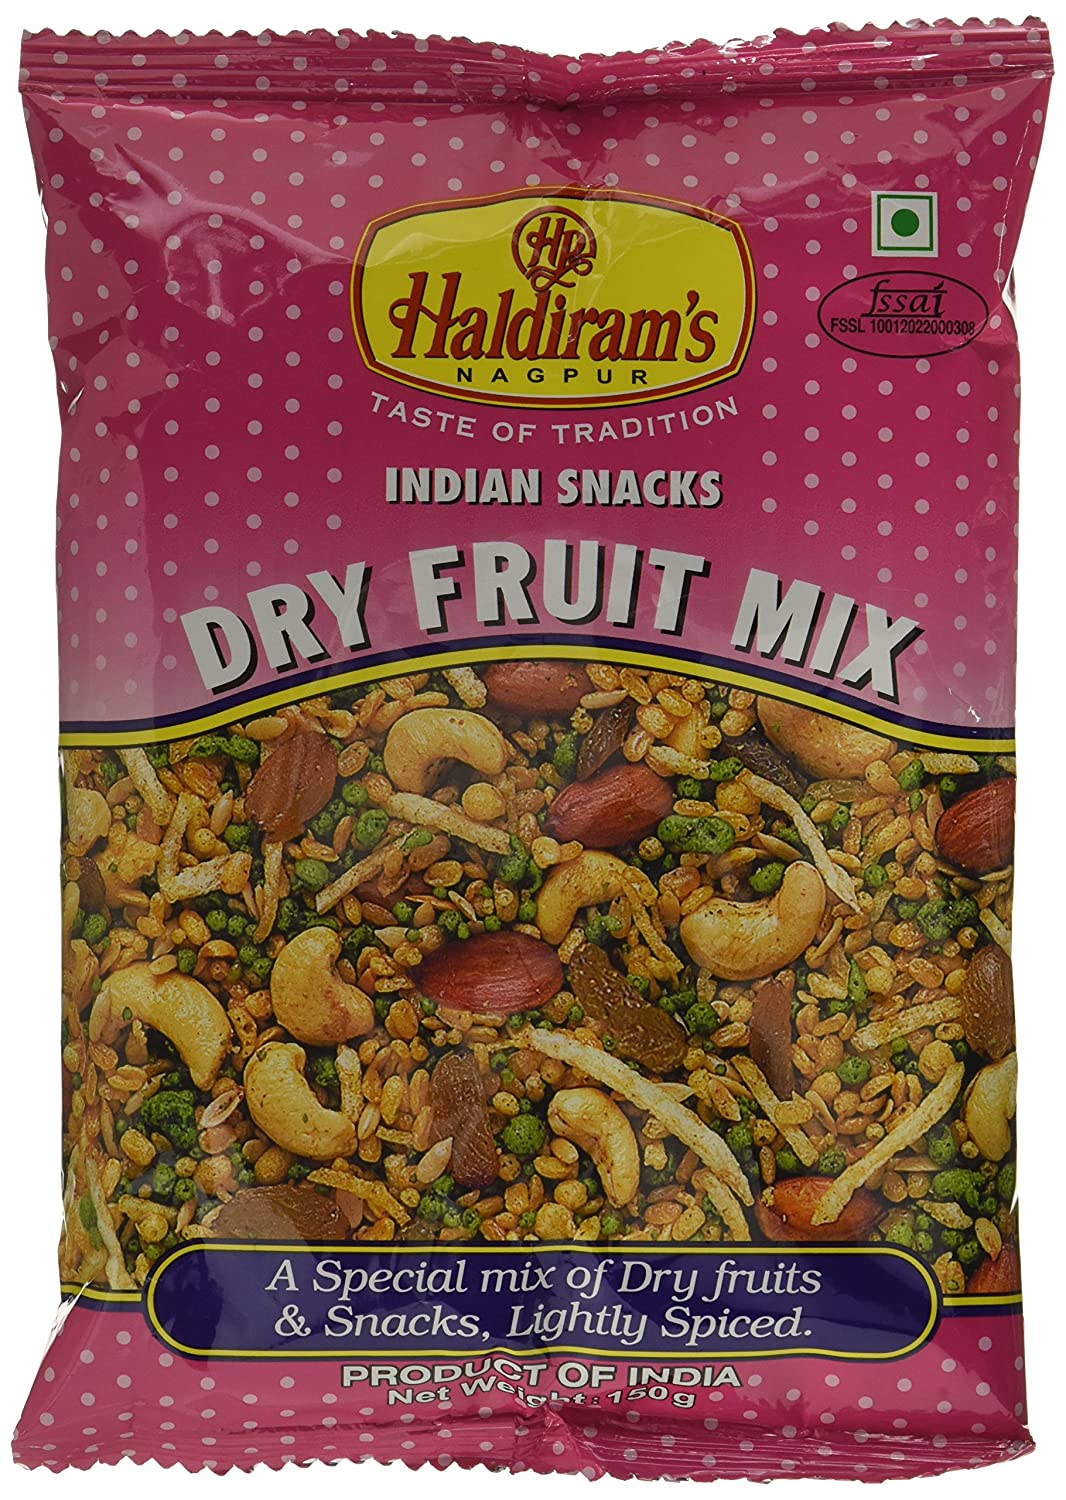 HR
Haldiram's
NAGPUR
TASTE OF TRADITION
fssai
FSSL 10012022000308
INDIAN SNACKS
DRY FRUIT MIX
A Special mix of Dry fruits
& Snacks, Lightly Spiced.
PRODUCT OF INDIA
Net Weight: 150g